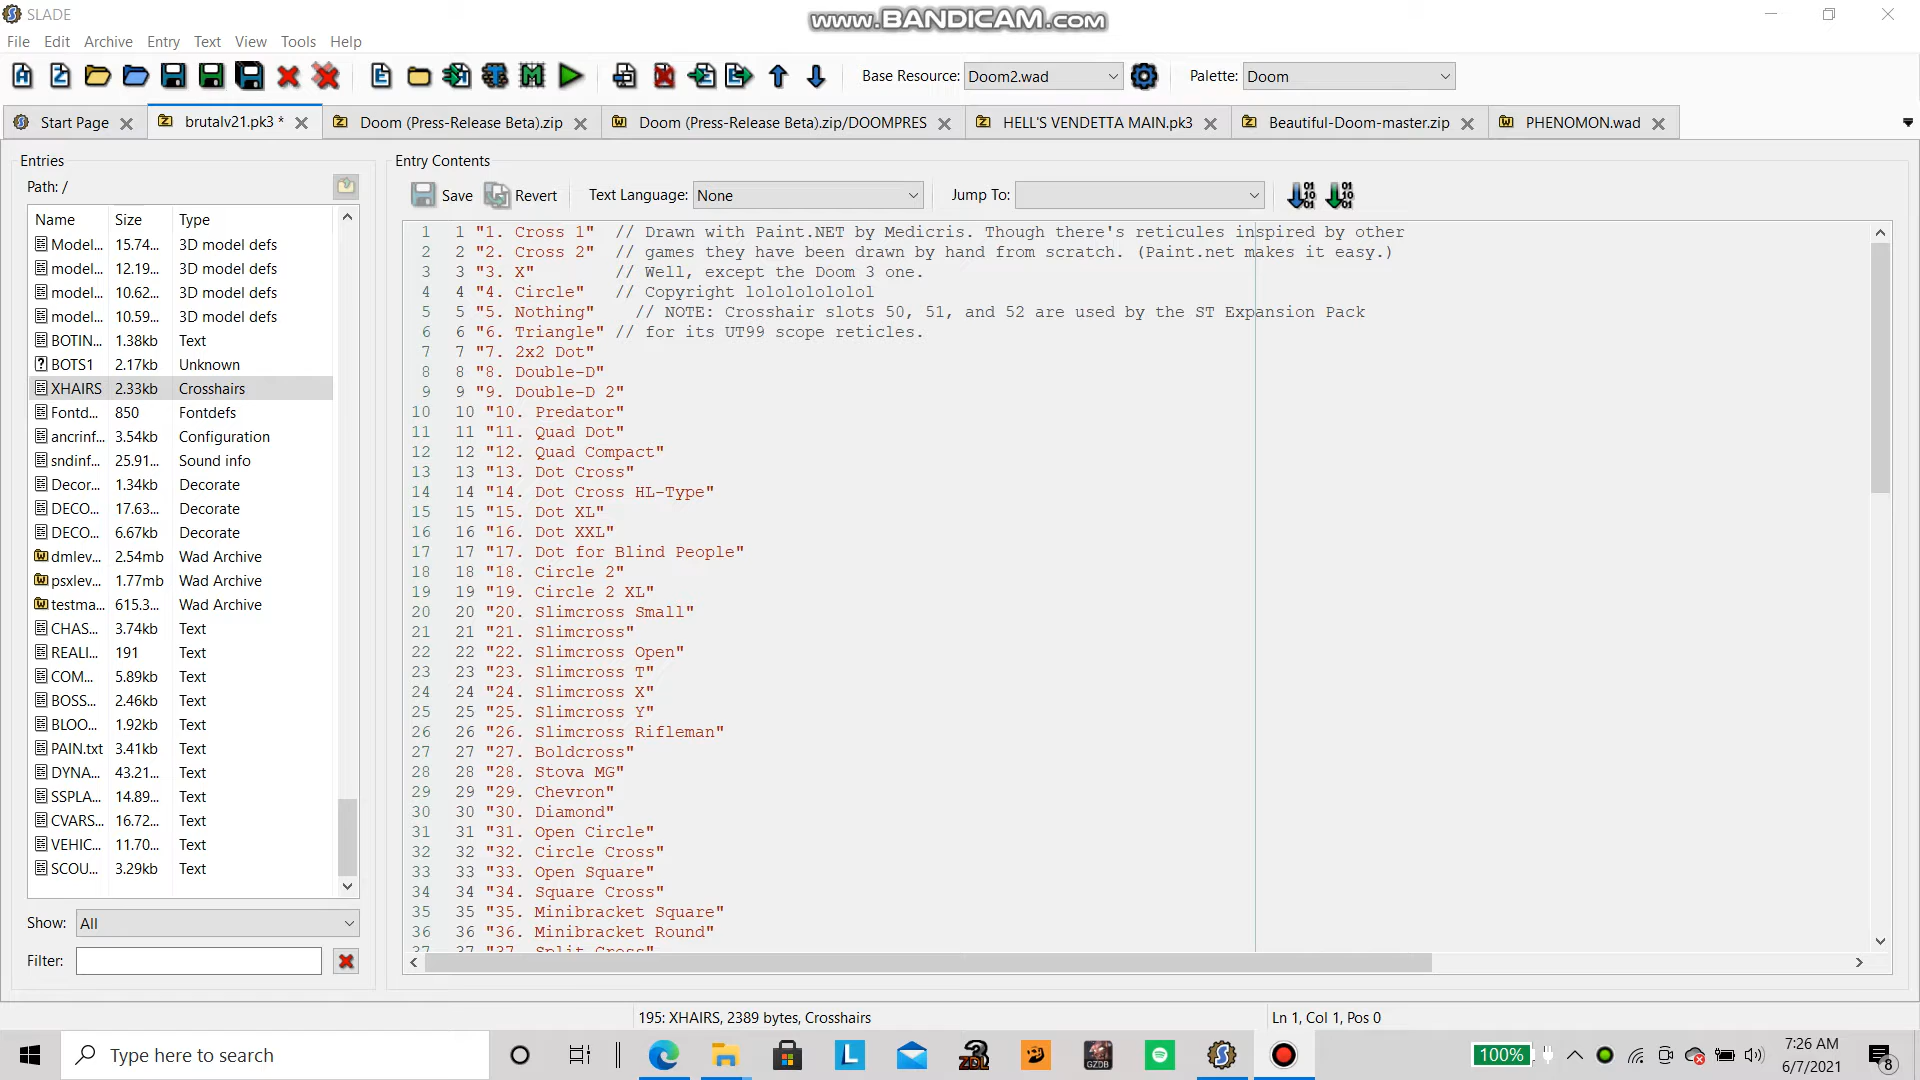 SLADE
www.BANDICAM.com
File Edit Archive Entry Text View Tools Help
Base Resource: Doom2.wad Palette: Doom
Start Page brutalv21.pk3 * Doom (Press-Release Beta).zip Doom (Press-Release Beta).zip/DOOMPRES HELL'S VENDETTA MAIN.pk3 Beautiful-Doom-master.zip PHENOMON.wad
Entries
Path: /
Name Size Type
Model... 15.74... 3D model defs
model... 12.19... 3D model defs
model... 10.62... 3D model defs
model... 10.59... 3D model defs
BOTIN... 1.38kb Text
BOTS1 2.17kb Unknown
XHAIRS 2.33kb Crosshairs
Fontd... 850 Fontdefs
ancrinf... 3.54kb Configuration
sndinf... 25.91... Sound info
Decor... 1.34kb Decorate
DECO... 17.63... Decorate
DECO... 6.67kb Decorate
dmlev... 2.54mb Wad Archive
psxlev... 1.77mb Wad Archive
testma... 615.3... Wad Archive
CHAS... 3.74kb Text
REALI... 191 Text
COM... 5.89kb Text
BOSS... 2.46kb Text
BLOO... 1.92kb Text
PAIN.txt 3.41kb Text
DYNA... 43.21... Text
SSPLA... 14.89... Text
CVARS... 16.72... Text
VEHIC... 11.70... Text
SCOU... 3.29kb Text
Show: All
Filter:
Entry Contents
Save Revert Text Language: None Jump To:
1 1 "1. Cross 1" // Drawn with Paint.NET by Medicris. Though there's reticules inspired by other
2 2 "2. Cross 2" // games they have been drawn by hand from scratch. (Paint.net makes it easy.)
3 3 "3. X" // Well, except the Doom 3 one.
4 4 "4. Circle" // Copyright lolololololol
5 5 "5. Nothing" // NOTE: Crosshair slots 50, 51, and 52 are used by the ST Expansion Pack
6 6 "6. Triangle" // for its UT99 scope reticles.
7 7 "7. 2x2 Dot"
8 8 "8. Double-D"
9 9 "9. Double-D 2"
10 10 "10. Predator"
11 11 "11. Quad Dot"
12 12 "12. Quad Compact"
13 13 "13. Dot Cross"
14 14 "14. Dot Cross HL-Type"
15 15 "15. Dot XL"
16 16 "16. Dot XXL"
17 17 "17. Dot for Blind People"
18 18 "18. Circle 2"
19 19 "19. Circle 2 XL"
20 20 "20. Slimcross Small"
21 21 "21. Slimcross"
22 22 "22. Slimcross Open"
23 23 "23. Slimcross T"
24 24 "24. Slimcross X"
25 25 "25. Slimcross Y"
26 26 "26. Slimcross Rifleman"
27 27 "27. Boldcross"
28 28 "28. Stova MG"
29 29 "29. Chevron"
30 30 "30. Diamond"
31 31 "31. Open Circle"
32 32 "32. Circle Cross"
33 33 "33. Open Square"
34 34 "34. Square Cross"
35 35 "35. Minibracket Square"
36 36 "36. Minibracket Round"
37 37 "37. Split Cross"
195: XHAIRS, 2389 bytes, Crosshairs
Ln 1, Col 1, Pos 0
Type here to search
100%
7:26 AM
6/7/2021
8